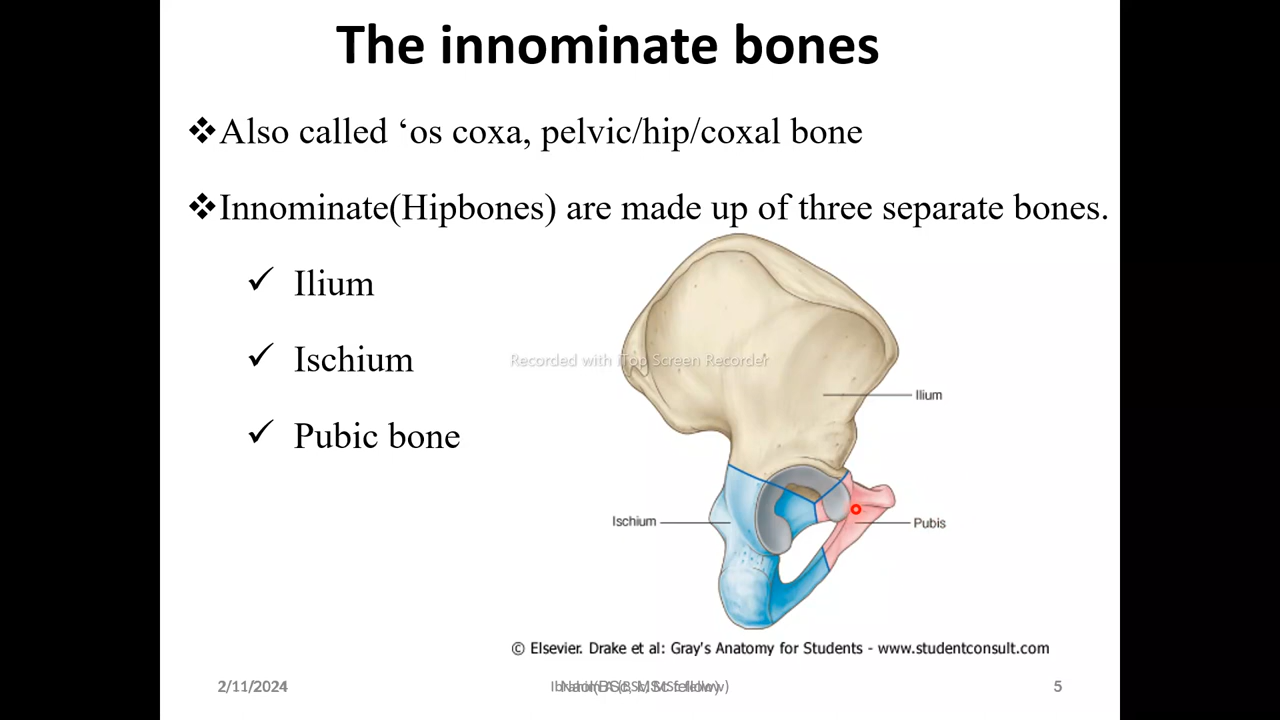 The innominate bones
❖Also called ‘os coxa, pelvic/hip/coxal bone
❖Innominate(Hipbones) are made up of three separate bones.
✓ Ilium
✓ Ischium
✓ Pubic bone
Recorded with iTop Screen Recorder
Ilium
Ischium
Pubis
© Elsevier. Drake et al: Gray's Anatomy for Students - www.studentconsult.com
2/11/2024
5